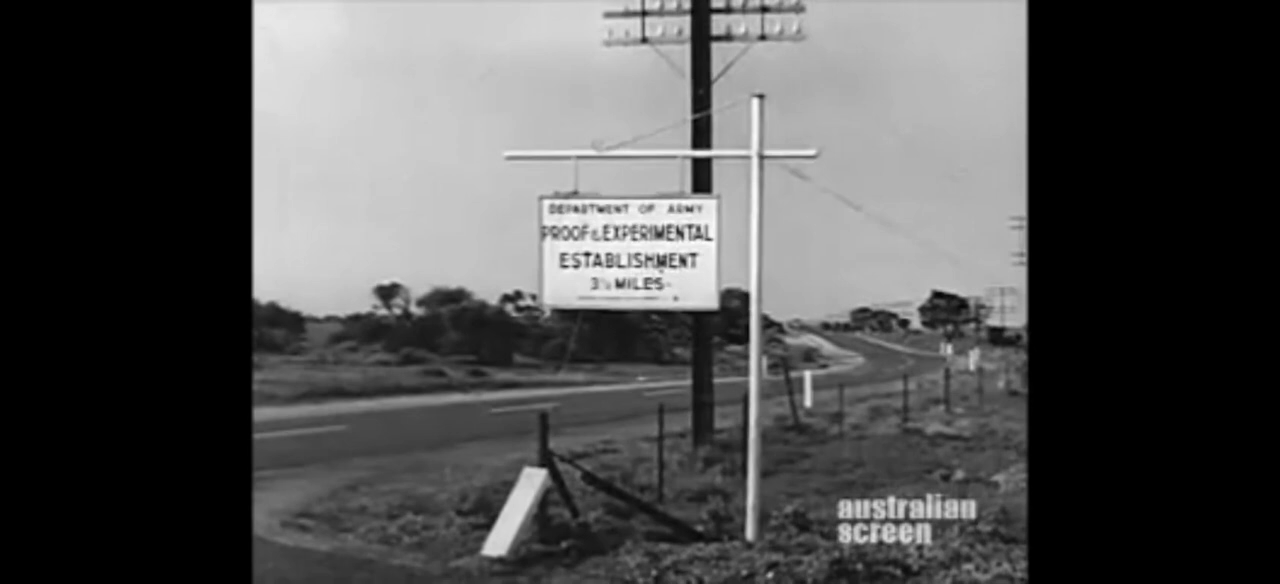 DEPARTMENT OF ARMY
PROOF & EXPERIMENTAL
ESTABLISHMENT
3½ MILES
australian
screen